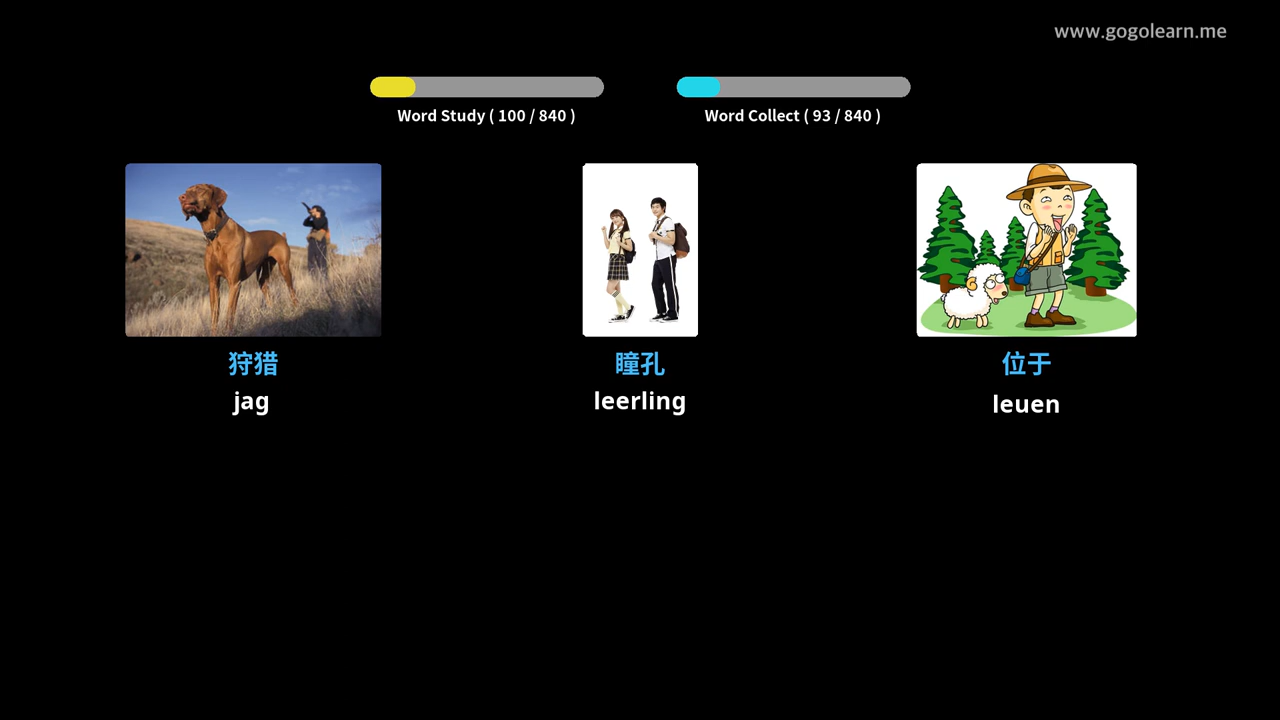 www.gogolearn.me
Word Study ( 100 / 840 )
Word Collect ( 93 / 840 )
狩猎
jag
瞳孔
leerling
位于
leuen